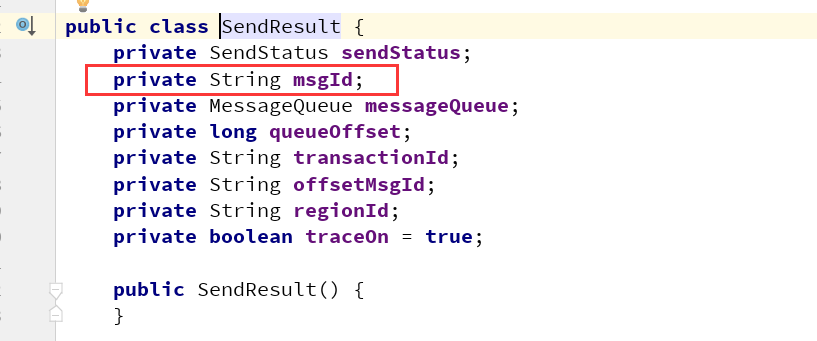 public class SendResult {
private SendStatus sendStatus;
private String msgId;
private MessageQueue messageQueue;
private long queueOffset;
private String transactionId;
private String offsetMsgId;
private String regionId;
private boolean traceOn = true;
public SendResult() {
}